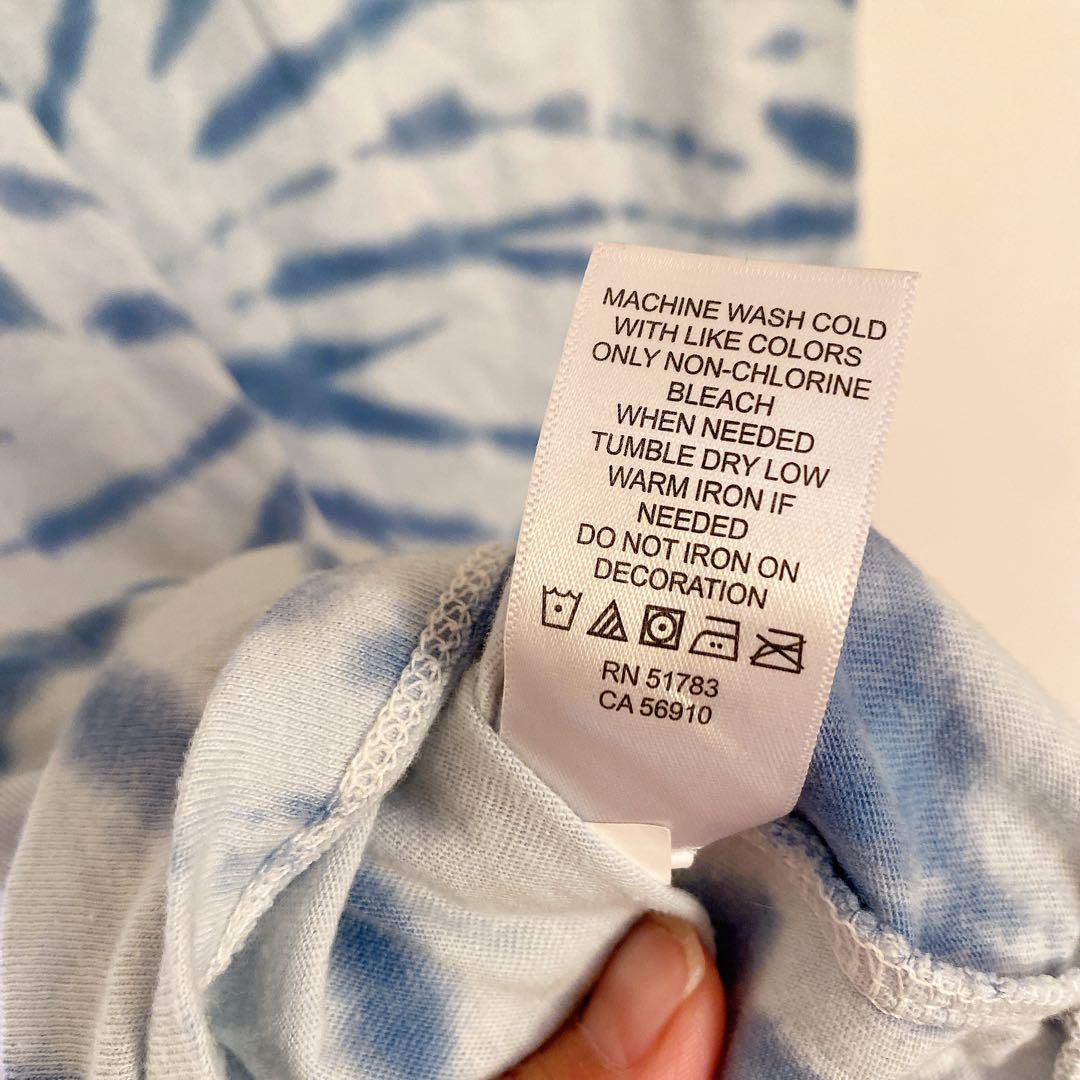 MACHINE WASH COLD
WITH LIKE COLORS
ONLY NON-CHLORINE
BLEACH
WHEN NEEDED
TUMBLE DRY LOW
WARM IRON IF
NEEDED
DO NOT IRON ON
DECORATION
RN 51783
CA 56910